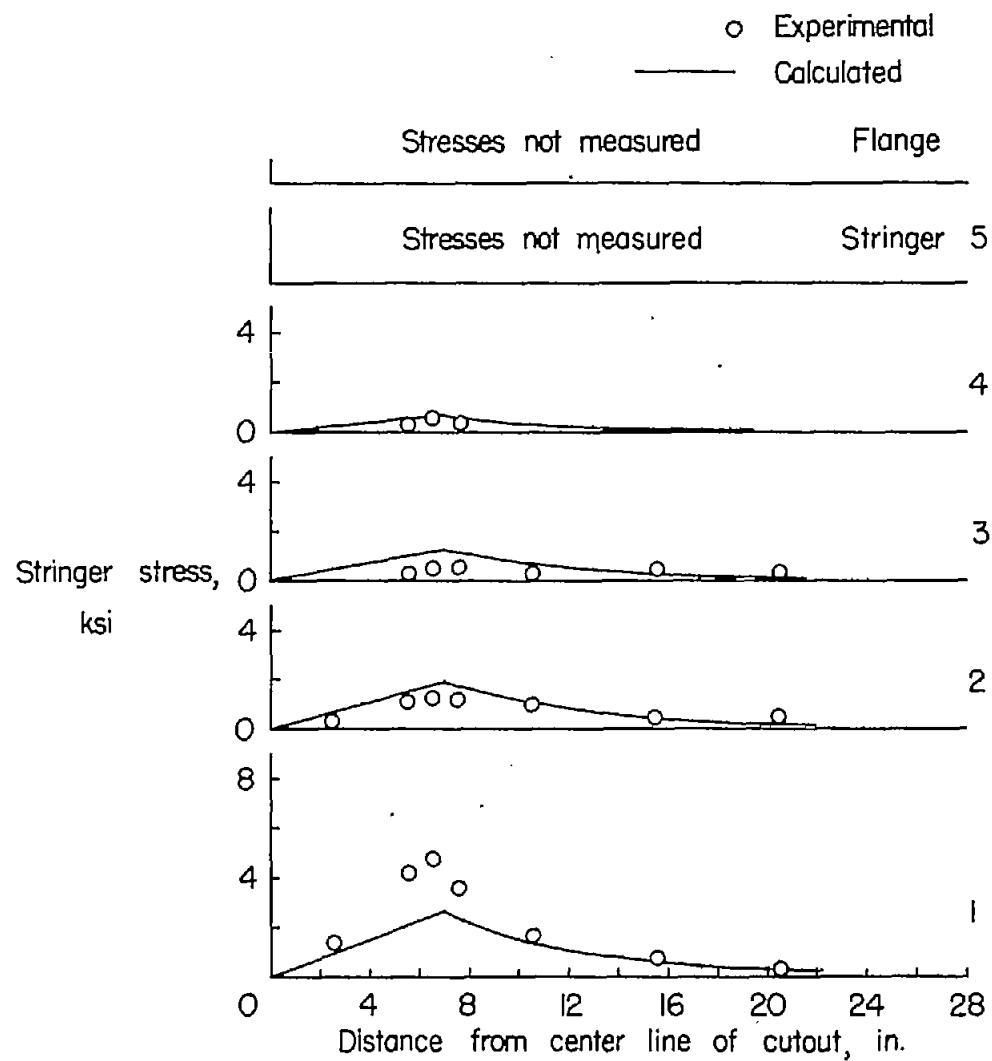 Experimental
Calculated
Stresses not measured Flange
Stresses not measured Stringer 5
4
4
0
4
3
0
Stringer stress,
ksi
4
2
0
8
4
1
0 4 8 12 16 20 24 28
Distance from center line of cutout, in.